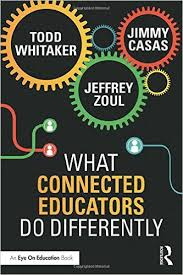 TODD
WHITAKER
JIMMY
CASAS
JEFFREY
ZOUL
WHAT
CONNECTED
EDUCATORS
DO DIFFERENTLY
An Eye On Education Book